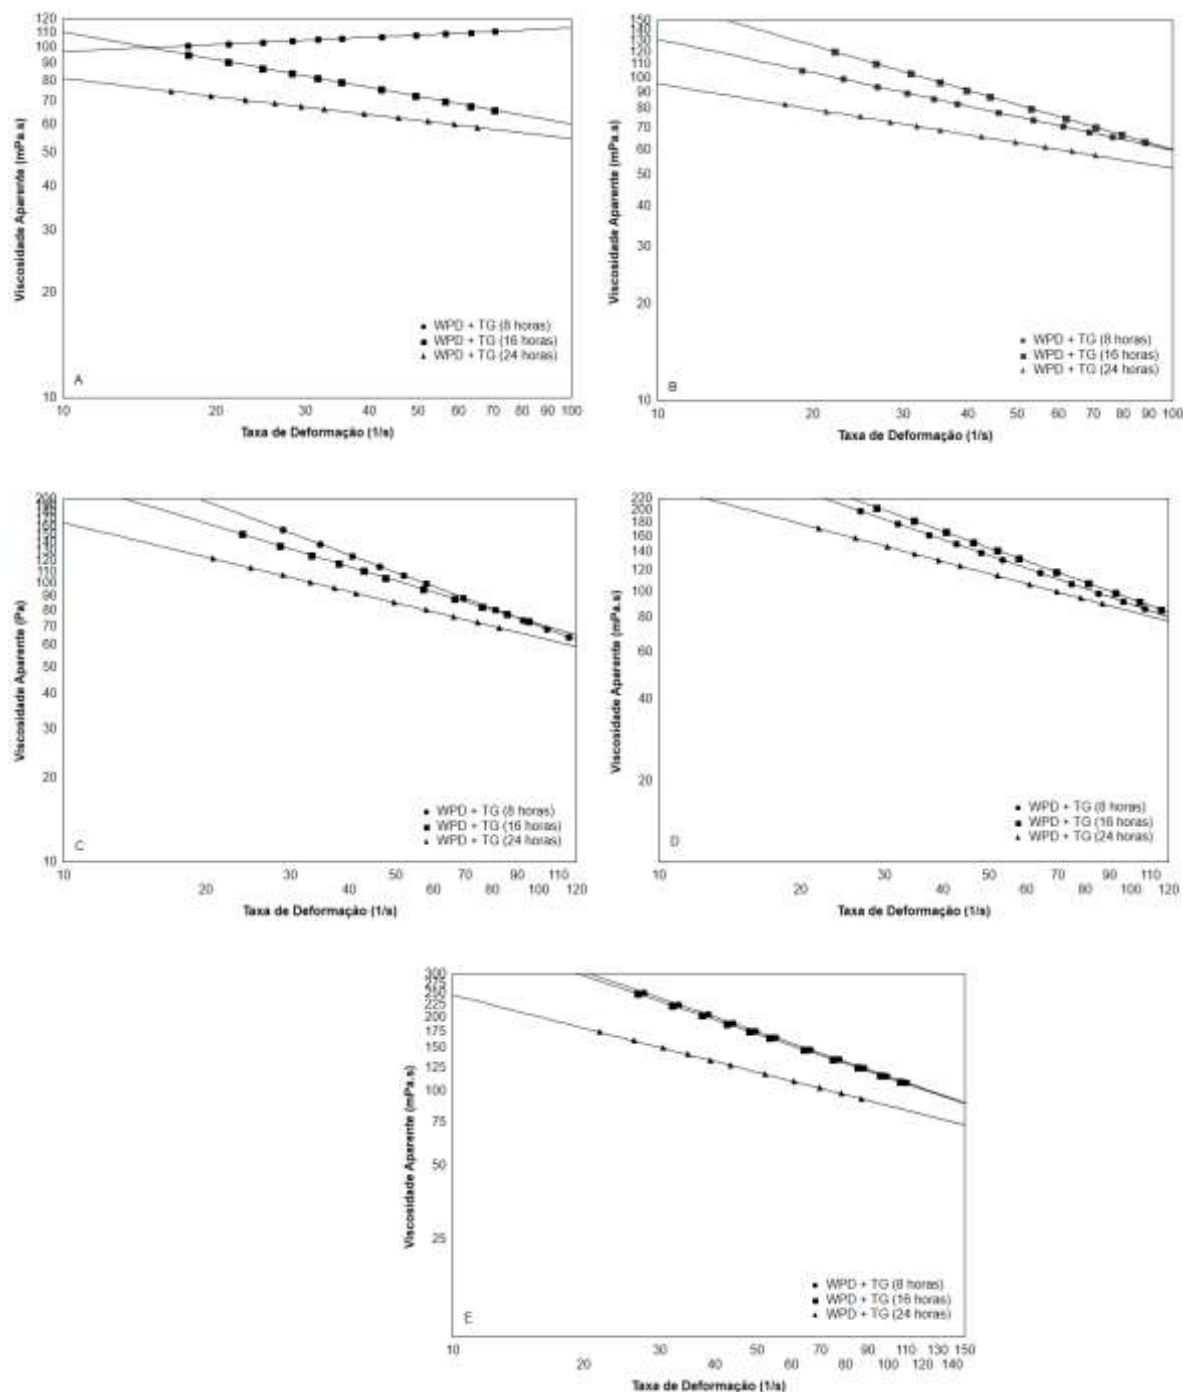 120
110
100
90
80
70
60
50
40
30
20
10
Viscosidade Aparente (mPa.s)
WPD + TG (8 horas)
WPD + TG (16 horas)
WPD + TG (24 horas)
A
10 20 30 40 50 60 70 80 90 100
Taxa de Deformação (1/s)
150
140
130
120
110
100
90
80
70
60
50
40
30
20
10
Viscosidade Aparente (mPa.s)
WPD + TG (8 horas)
WPD + TG (16 horas)
WPD + TG (24 horas)
B
10 20 30 40 50 60 70 80 90 100
Taxa de Deformação (1/s)
200
120
100
90
80
70
60
50
40
30
20
10
Viscosidade Aparente (Pa)
WPD + TG (8 horas)
WPD + TG (16 horas)
WPD + TG (24 horas)
C
10 30 40 50 70 90 110
20 60 80 100 120
Taxa de Deformação (1/s)
220
200
180
160
140
120
100
80
60
40
20
Viscosidade Aparente (mPa.s)
WPD + TG (8 horas)
WPD + TG (16 horas)
WPD + TG (24 horas)
D
10 30 50 70 90 110
20 40 60 80 100 120
Taxa de Deformação (1/s)
300
275
250
225
200
175
150
125
100
75
50
25
Viscosidade Aparente (mPa.s)
WPD + TG (8 horas)
WPD + TG (16 horas)
WPD + TG (24 horas)
E
10 30 50 70 90 110 130 150
20 40 60 80 100 120 140
Taxa de Deformação (1/s)